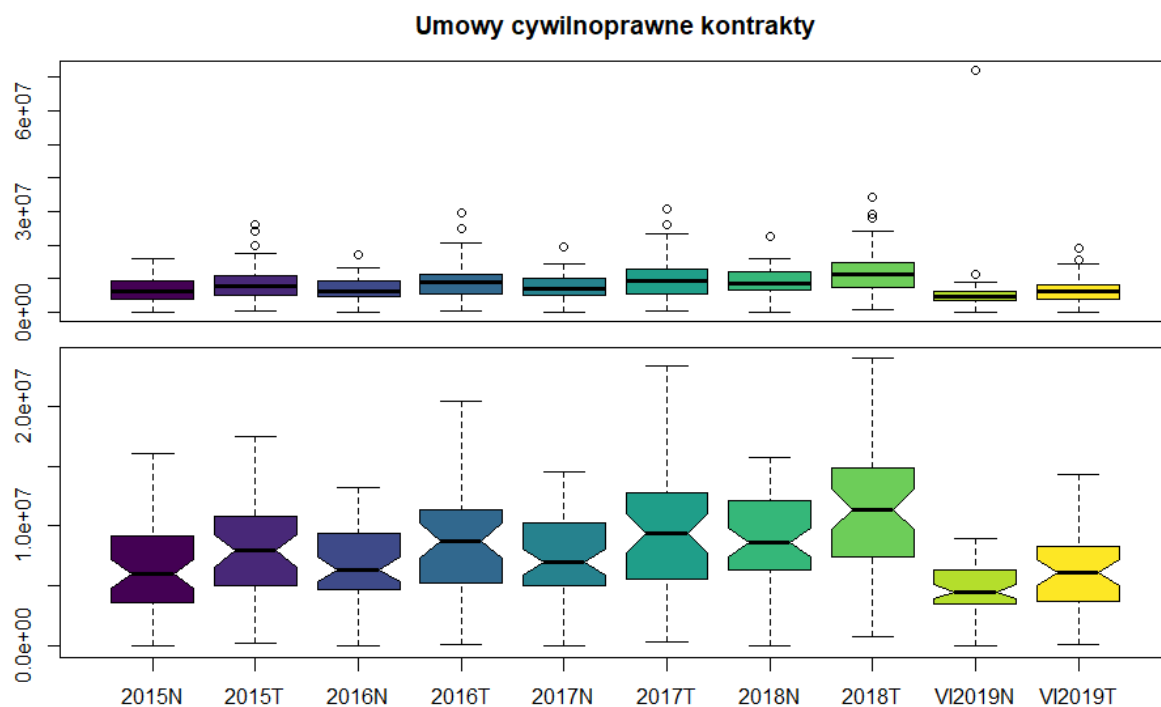 Umowy cywilnoprawne kontrakty
6e+07
3e+07
0e+00
2.0e+07
1.0e+07
0.0e+00
2015N 2015T 2016N 2016T 2017N 2017T 2018N 2018T VI2019N VI2019T